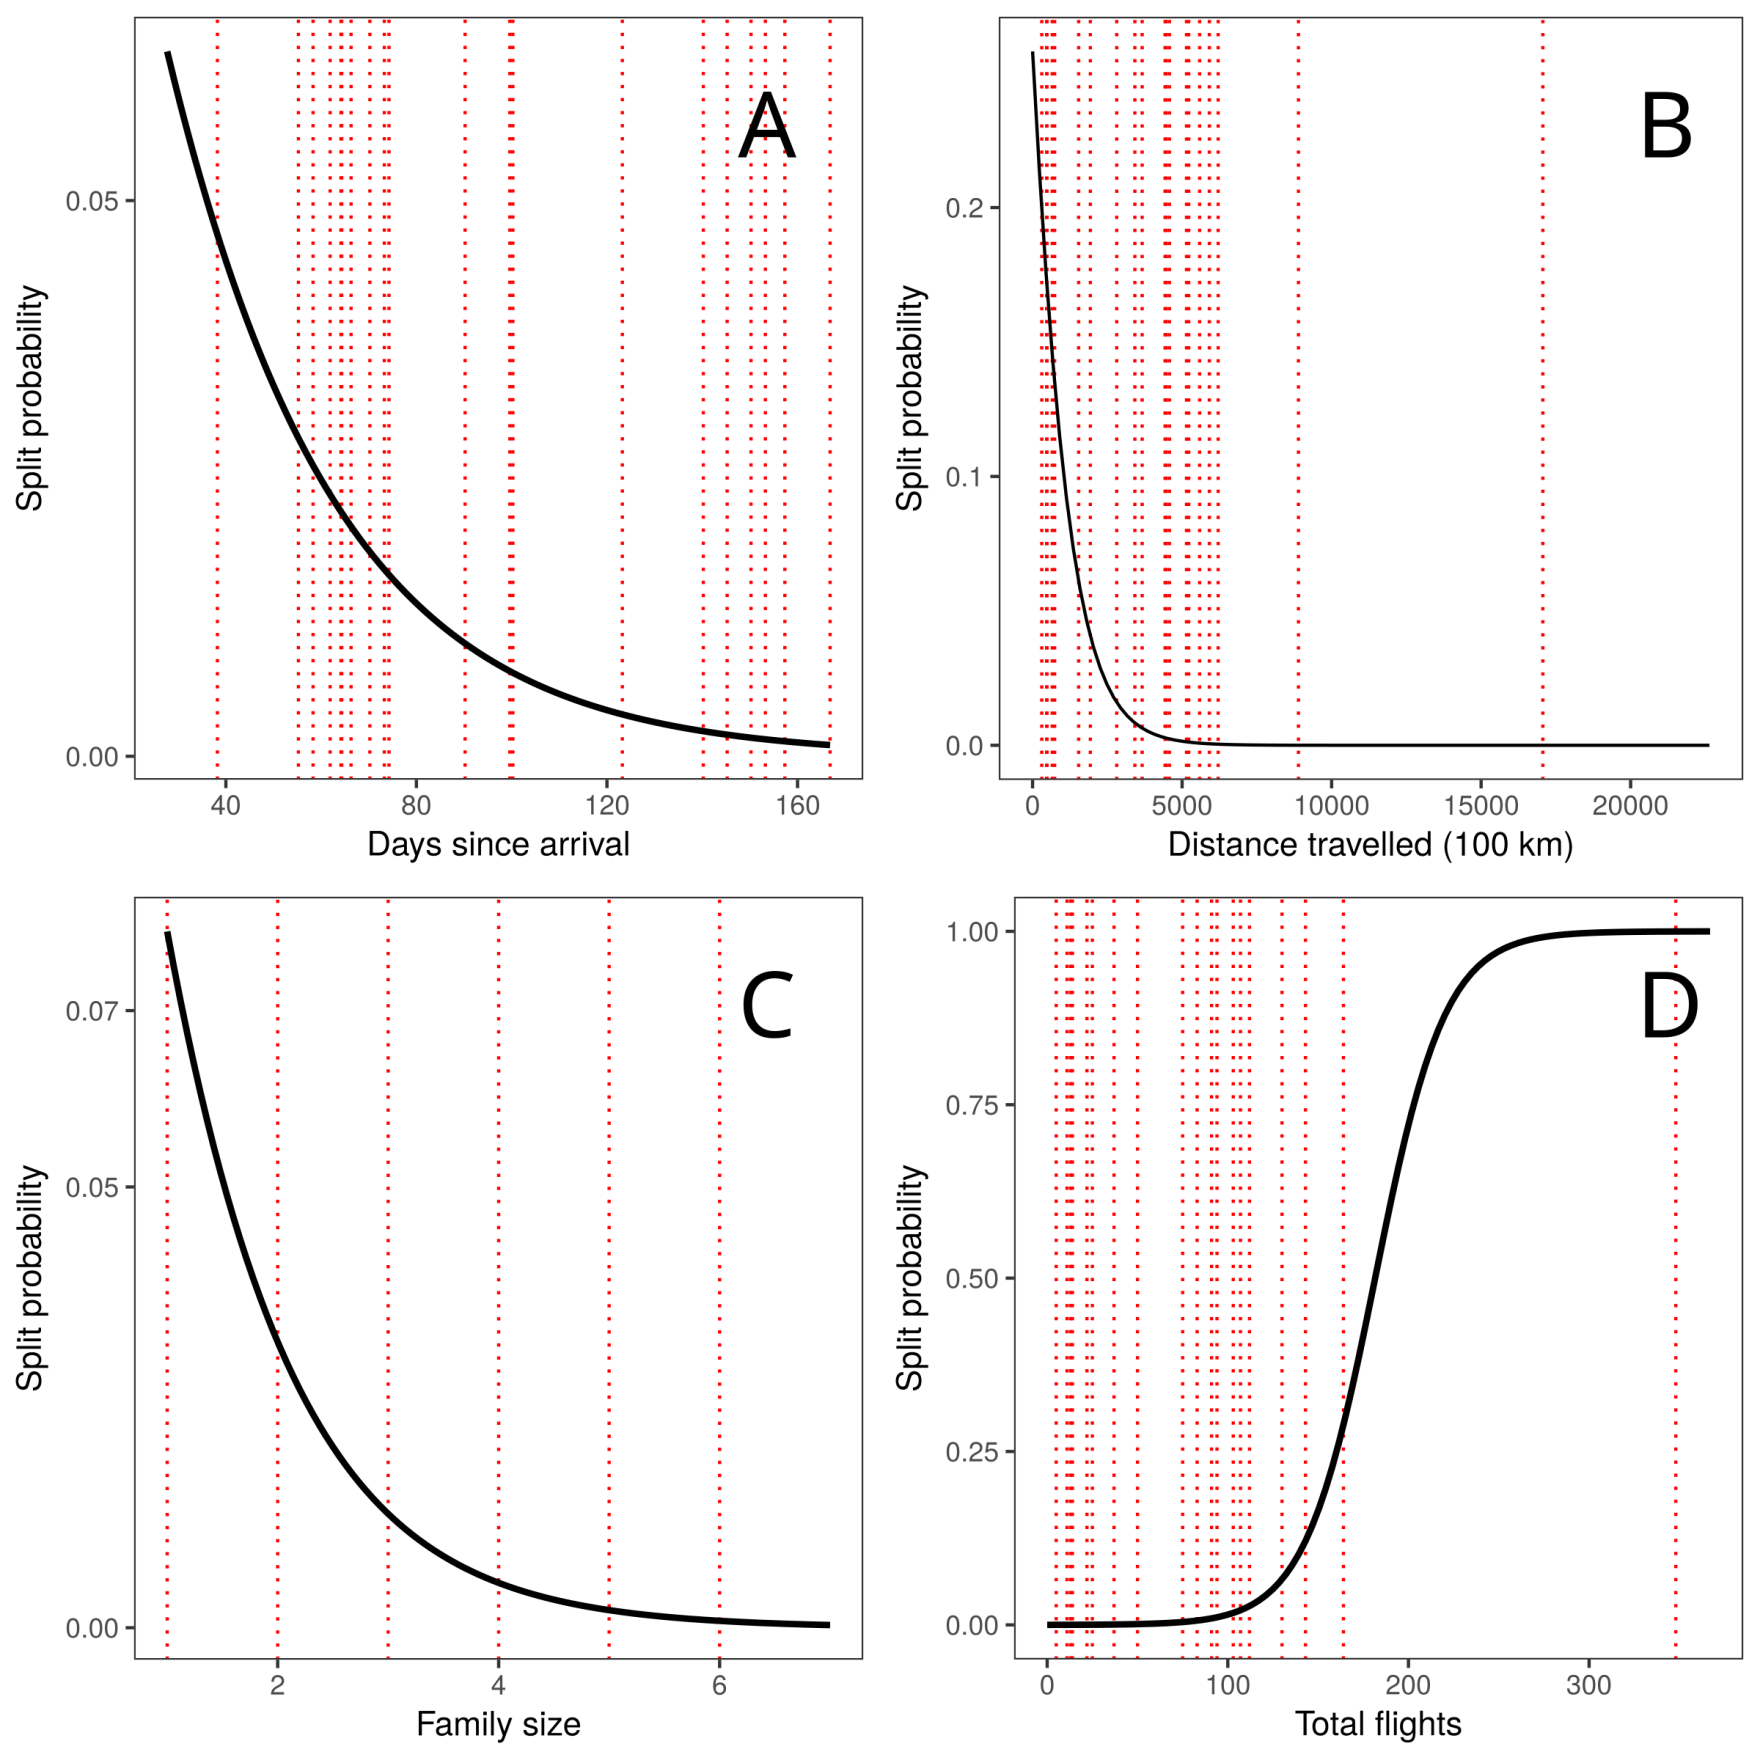 A
Split probability
0.05
0.00
40 80 120 160
Days since arrival
B
Split probability
0.2
0.1
0.0
0 5000 10000 15000 20000
Distance travelled (100 km)
C
Split probability
0.07
0.05
0.00
2 4 6
Family size
D
Split probability
1.00
0.75
0.50
0.25
0.00
0 100 200 300
Total flights